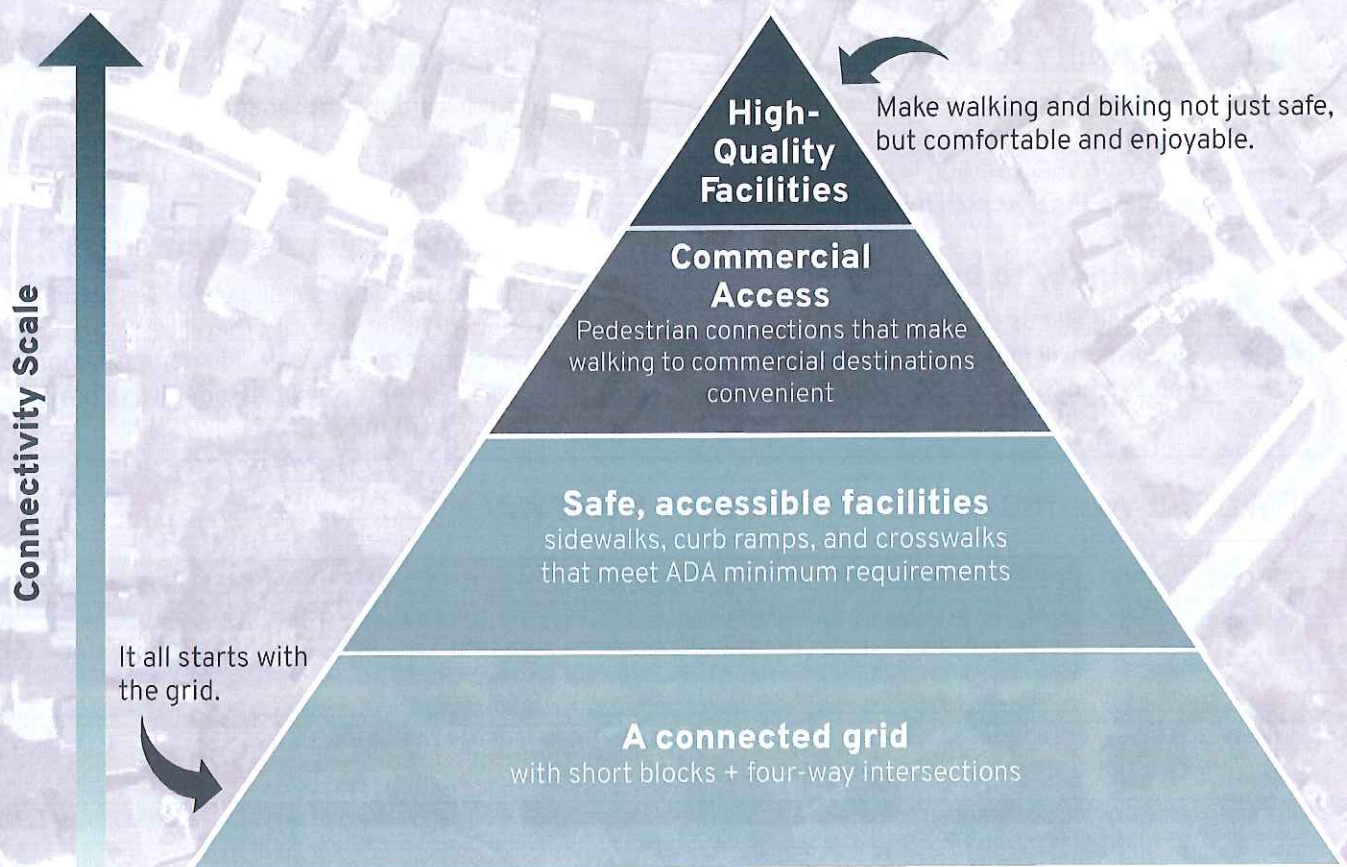 Connectivity Scale
High-
Quality
Facilities
Make walking and biking not just safe,
but comfortable and enjoyable.
Commercial
Access
Pedestrian connections that make
walking to commercial destinations
convenient
Safe, accessible facilities
sidewalks, curb ramps, and crosswalks
that meet ADA minimum requirements
It all starts with
the grid.
A connected grid
with short blocks + four-way intersections